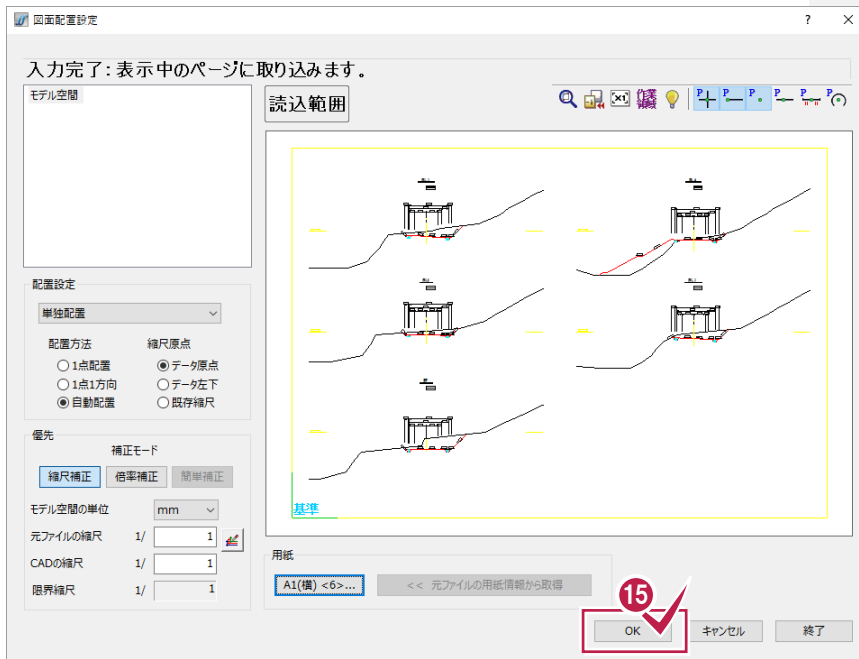 図面配置設定
入力完了：表示中のページに取り込みます。
モデル空間
読込範囲
×1
作業補線
P P P P P P
基準
配置設定
単独配置
配置方法 縮尺原点
1点配置 データ原点
1点1方向 データ左下
自動配置 既存縮尺
優先
補正モード
縮尺補正 倍率補正 簡単補正
モデル空間の単位 mm
元ファイルの縮尺 1/ 1
CADの縮尺 1/ 1
限界縮尺 1/ 1
用紙
A1(横) <6>... << 元ファイルの用紙情報から取得
15
OK キャンセル 終了